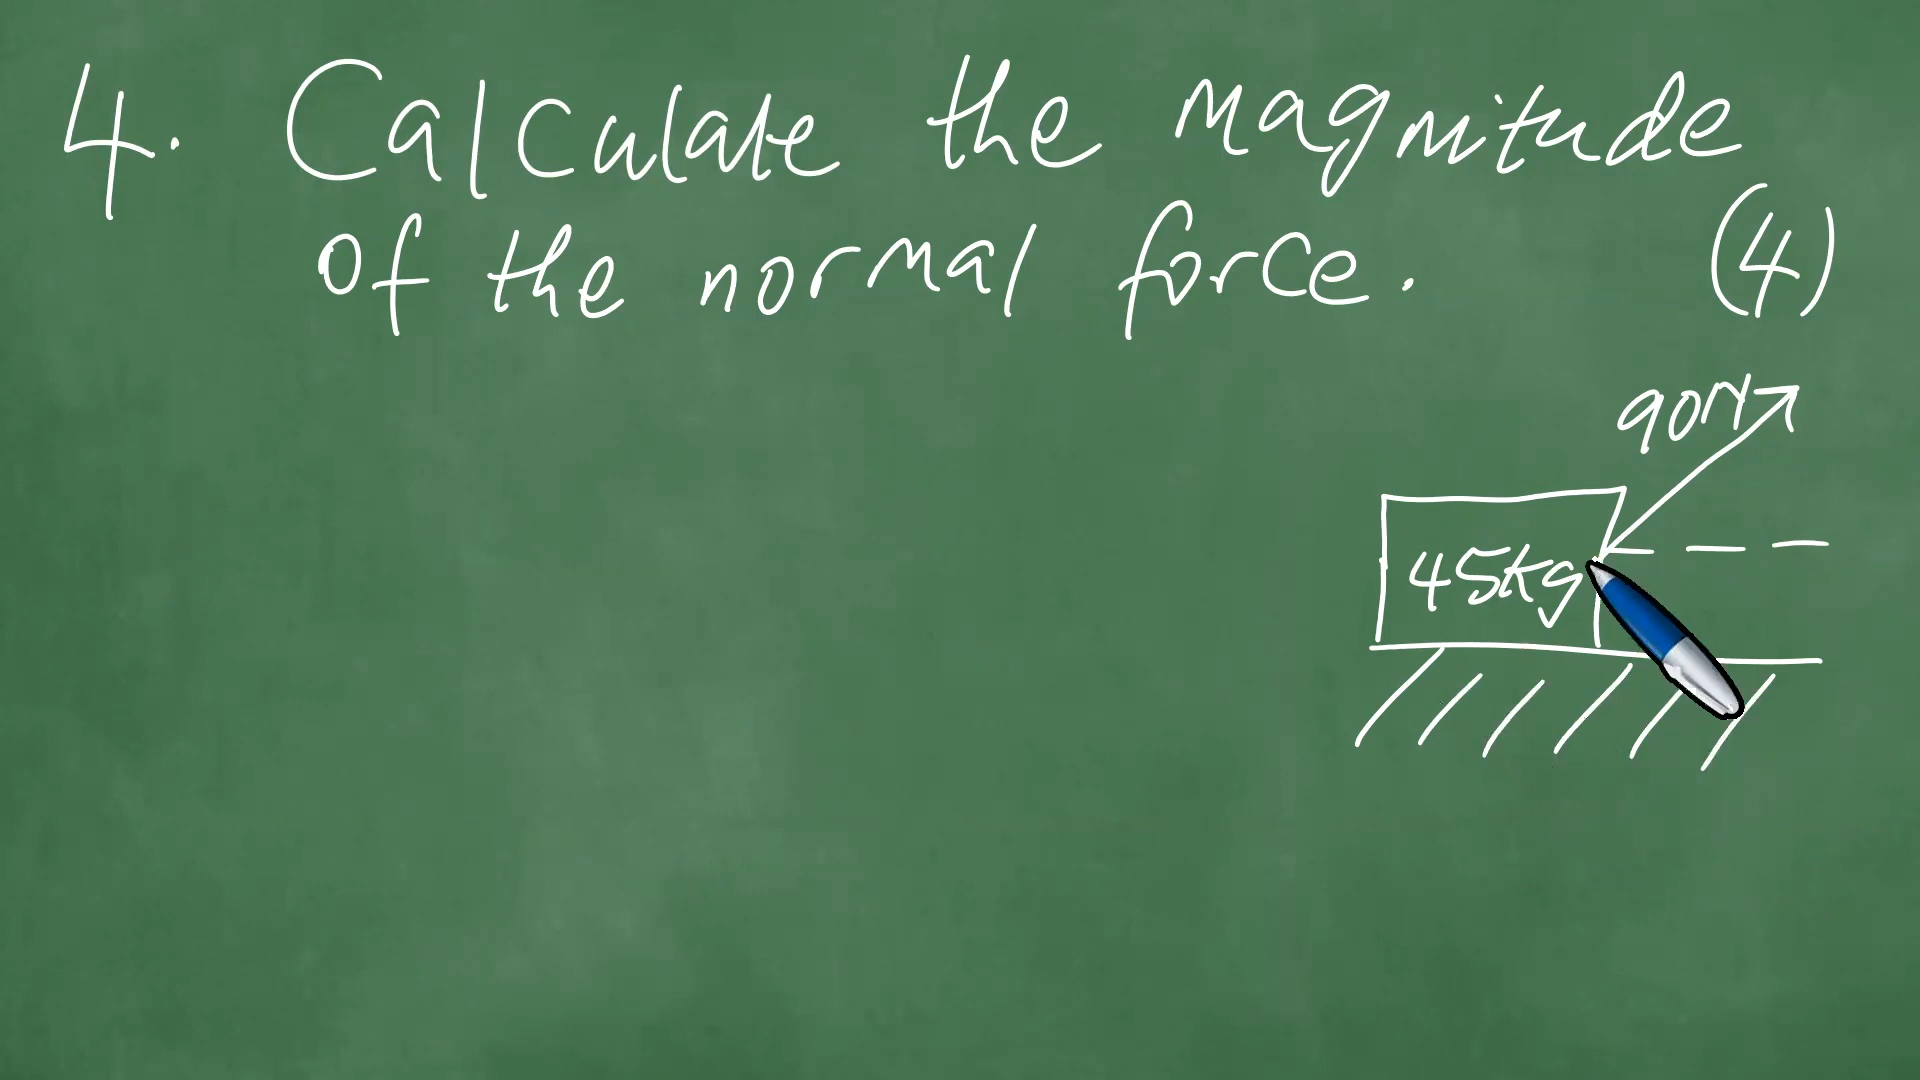 4. Calculate the magnitude
of the normal force. (4)
90N
45kg